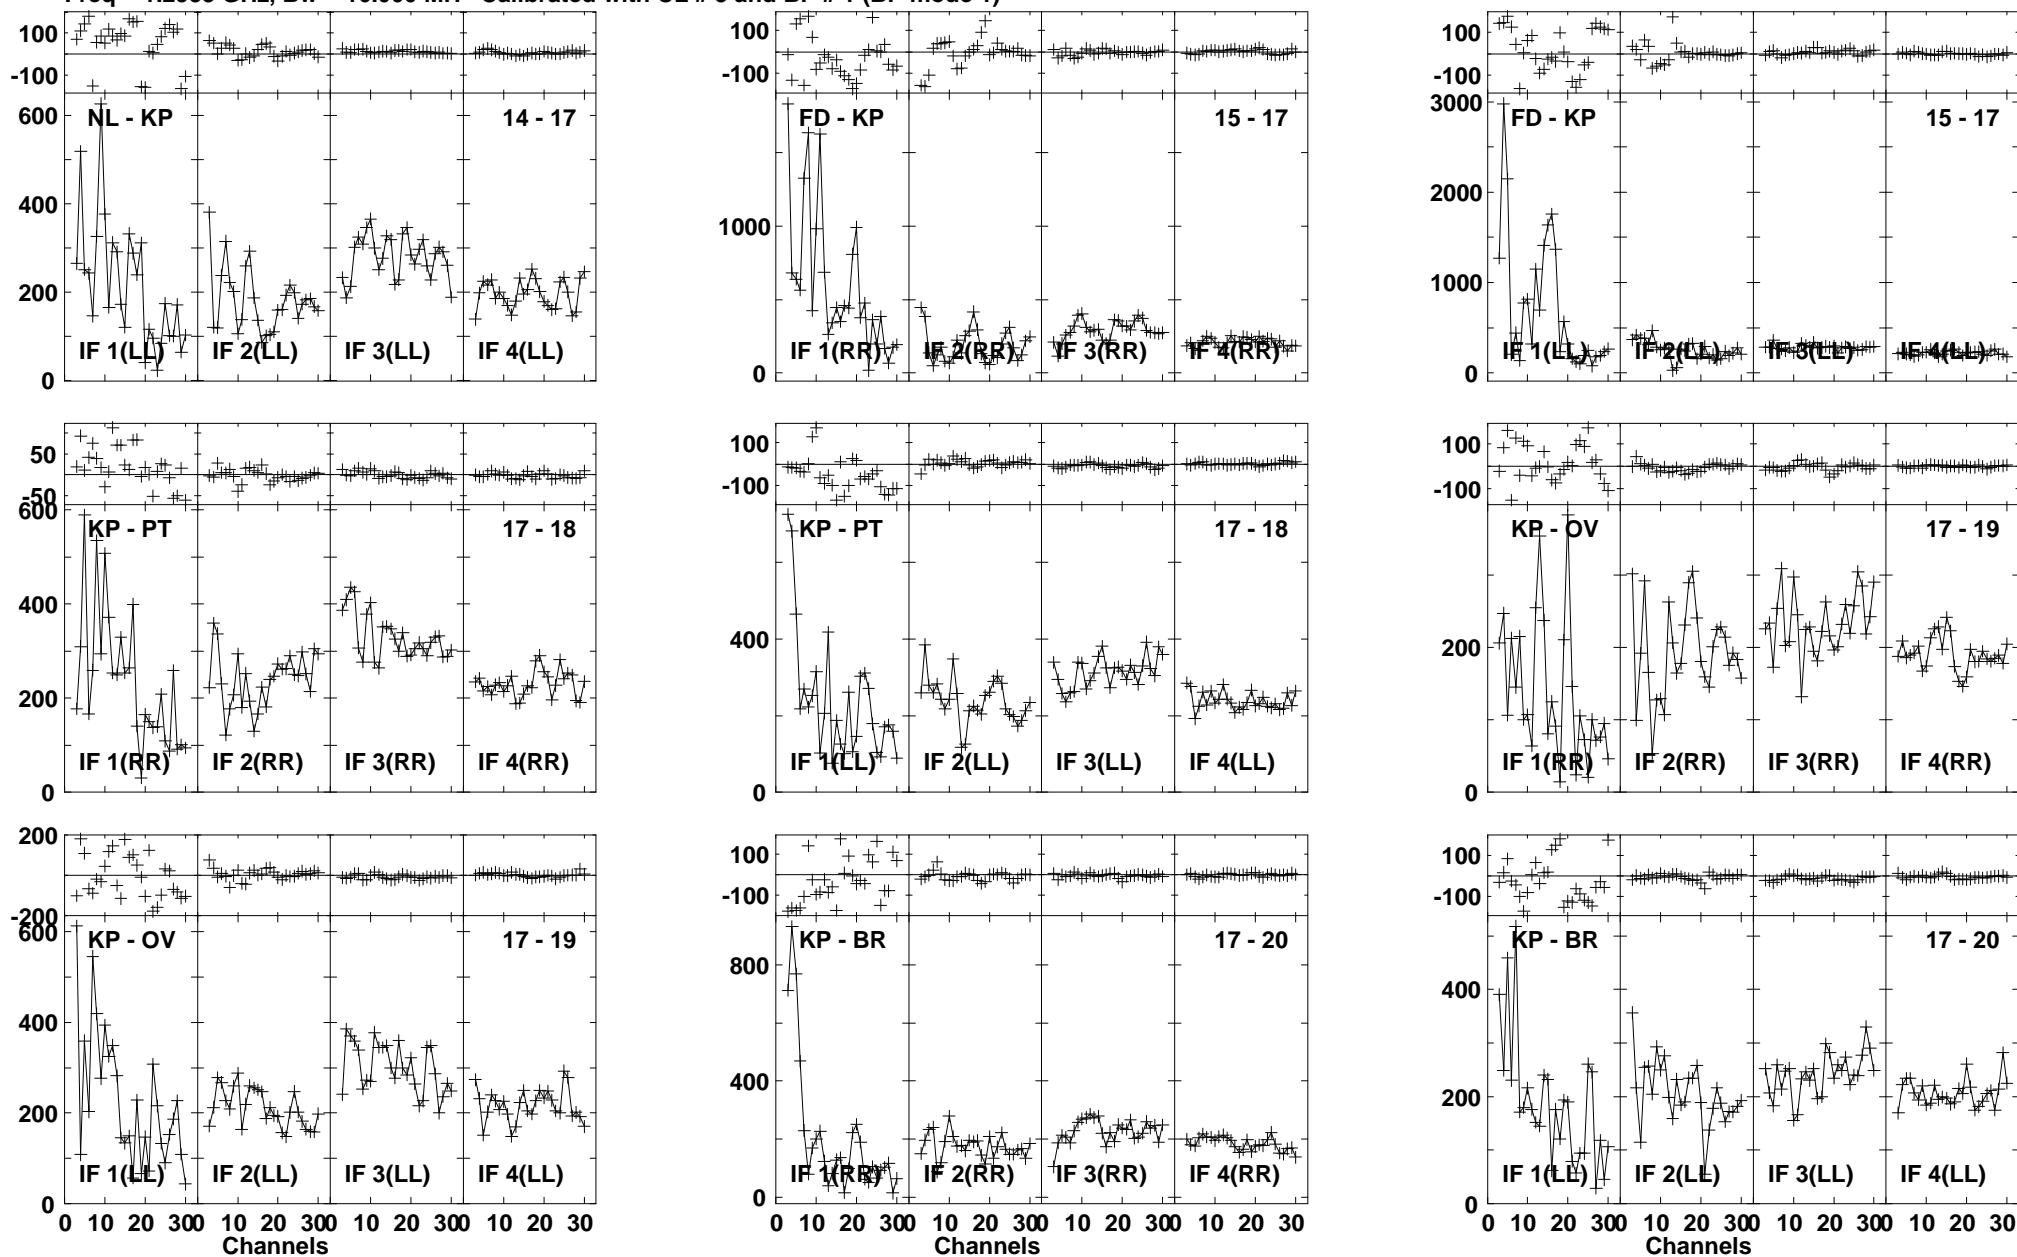 100
-100
600
400
200
0
NL - KP
14 - 17
IF 1(LL)
IF 2(LL)
IF 3(LL)
IF 4(LL)
100
-100
1000
0
FD - KP
15 - 17
IF 1(RR)
IF 2(RR)
IF 3(RR)
IF 4(RR)
100
-100
3000
2000
1000
0
FD - KP
15 - 17
IF 1(LL)
IF 2(LL)
IF 3(LL)
IF 4(LL)
50
-50
600
400
200
0
KP - PT
17 - 18
IF 1(RR)
IF 2(RR)
IF 3(RR)
IF 4(RR)
100
-100
400
0
KP - PT
17 - 18
IF 1(LL)
IF 2(LL)
IF 3(LL)
IF 4(LL)
100
-100
200
0
KP - OV
17 - 19
IF 1(RR)
IF 2(RR)
IF 3(RR)
IF 4(RR)
200
0
-200
600
400
200
0
KP - OV
17 - 19
IF 1(LL)
IF 2(LL)
IF 3(LL)
IF 4(LL)
0 10 20 30 0 10 20 30 0 10 20 30 0 10 20 30
Channels
100
-100
800
400
0
KP - BR
17 - 20
IF 1(RR)
IF 2(RR)
IF 3(RR)
IF 4(RR)
0 10 20 30 0 10 20 30 0 10 20 30 0 10 20 30
Channels
100
-100
400
200
0
KP - BR
17 - 20
IF 1(LL)
IF 2(LL)
IF 3(LL)
IF 4(LL)
0 10 20 30 0 10 20 30 0 10 20 30 0 10 20 30
Channels